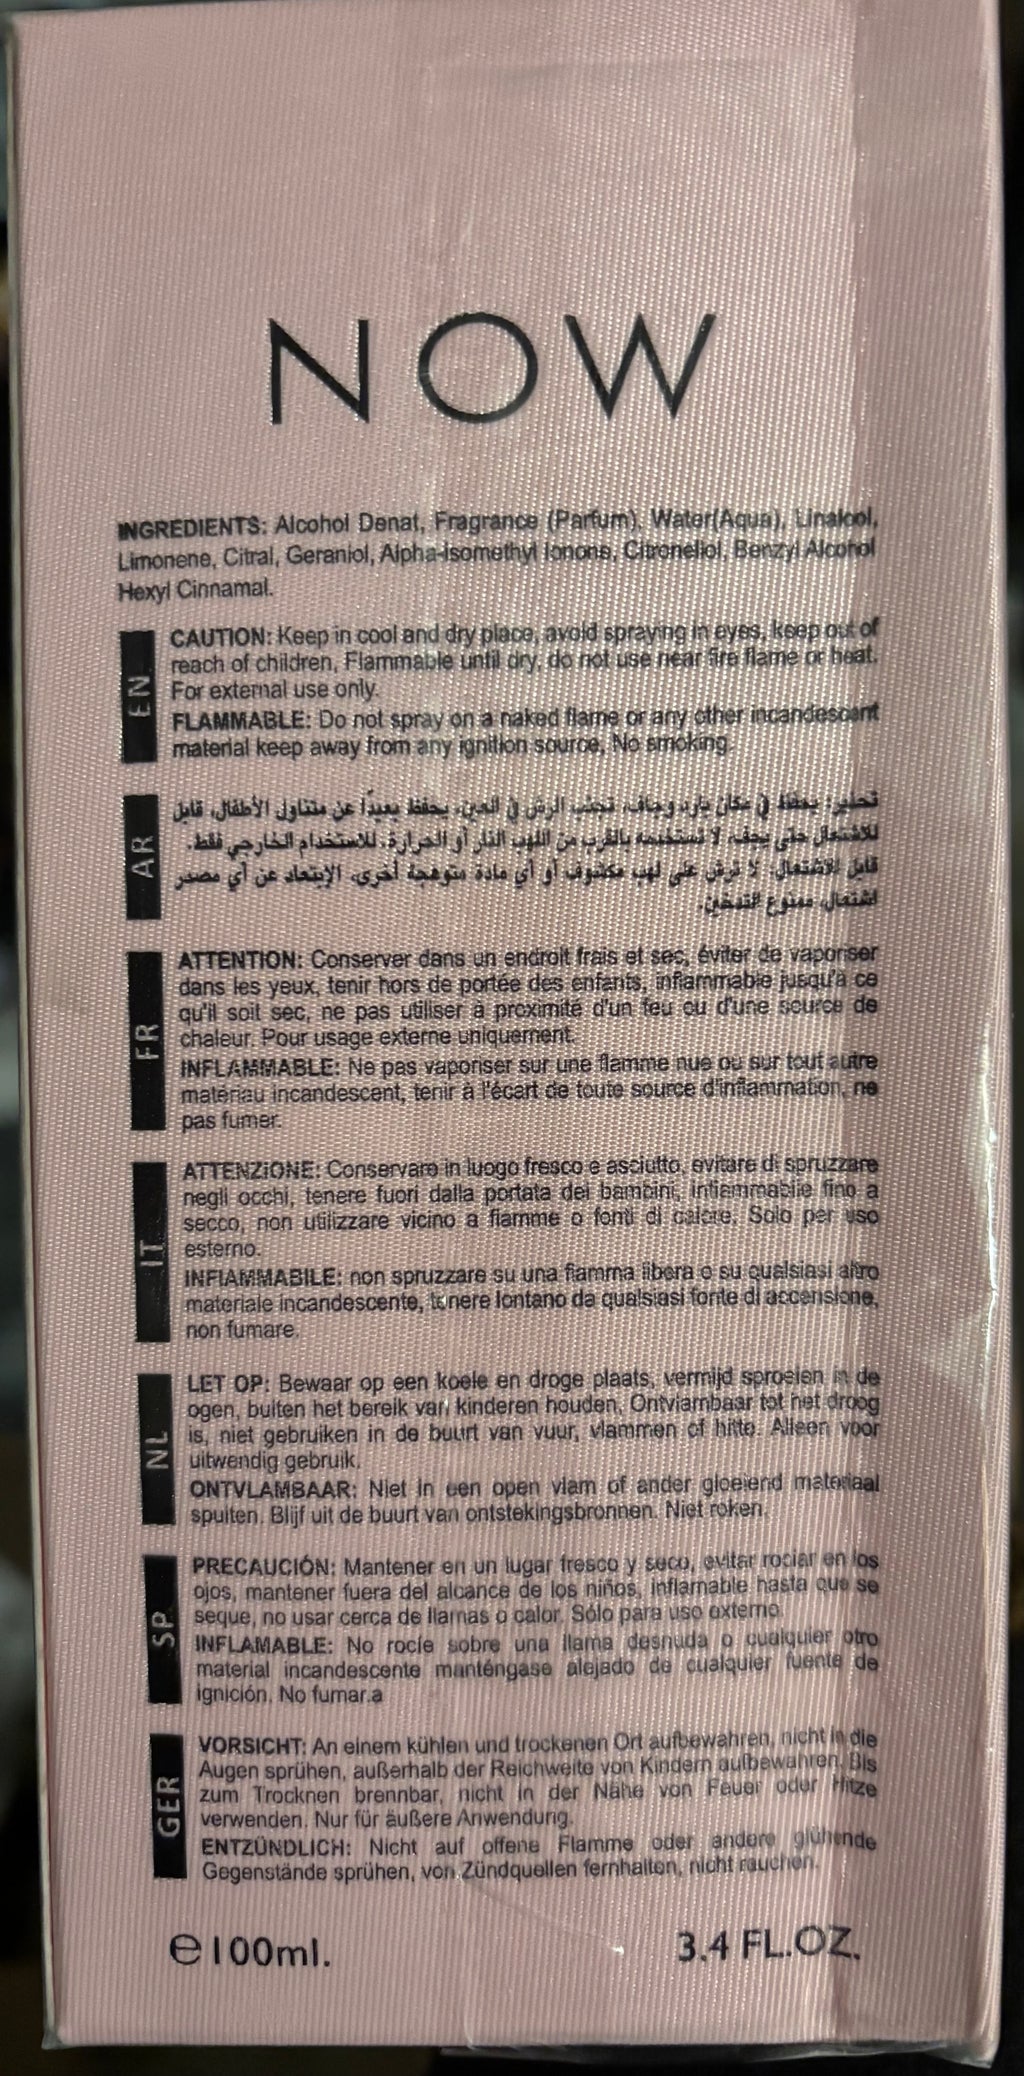 NOW
INGREDIENTS: Alcohol Denat, Fragrance (Parfum), Water(Aqua), Linalool,
Limonene, Citral, Geraniol, Alpha-isomethyl Ionone, Citronellol, Benzyl Alcohol
Hexyl Cinnamal.
EN
CAUTION: Keep in cool and dry place, avoid spraying in eyes, keep out of
reach of children, Flammable until dry, do not use near fire flame or heat.
For external use only.
FLAMMABLE: Do not spray on a naked flame or any other incandescent
material keep away from any ignition source, No smoking.
AR
تحذير: يحفظ في مكان بارد وجاف، تجنب الرش في العين، يحفظ بعيدًا عن متناول الأطفال، قابل
للاشتعال حتى يجف، لا تستخدمه بالقرب من اللهب النار أو الحرارة. للاستخدام الخارجي فقط.
قابل للاشتعال: لا ترش على لهب مكشوف أو أي مادة متوهجة أخرى، الإبتعاد عن أي مصدر
اشتعال، ممنوع التدخين.
FR
ATTENTION: Conserver dans un endroit frais et sec, éviter de vaporiser
dans les yeux, tenir hors de portée des enfants, inflammable jusqu'à ce
qu'il soit sec, ne pas utiliser à proximité d'un feu ou d'une source de
chaleur. Pour usage externe uniquement.
INFLAMMABLE: Ne pas vaporiser sur une flamme nue ou sur tout autre
matériau incandescent, tenir à l'écart de toute source d'inflammation, ne
pas fumer.
IT
ATTENZiONE: Conservare in luogo fresco e asciutto, evitare di spruzzare
negli occhi, tenere fuori dalla portata dei bambini, infiammabile fino a
secco, non utilizzare vicino a fiamme o fonti di calore. Solo per uso
esterno.
INFIAMMABILE: non spruzzare su una fiamma libera o su qualsiasi altro
materiale incandescente, tenere lontano da qualsiasi fonte di accensione,
non fumare.
NL
LET OP: Bewaar op een koele en droge plaats, vermijd sproeien in de
ogen, buiten het bereik van kinderen houden, Ontvlambaar tot het droog
is, niet gebruiken in de buurt van vuur, vlammen of hitte. Alleen voor
uitwendig gebruik.
ONTVLAMBAAR: Niet in een open vlam of ander gloeiend materiaal
spuiten. Blijf uit de buurt van ontstekingsbronnen. Niet roken.
SP
PRECAUCIÓN: Mantener en un lugar fresco y seco, evitar rociar en los
ojos, mantener fuera del alcance de los niños, inflamable hasta que se
seque, no usar cerca de llamas o calor. Sólo para uso externo.
INFLAMABLE: No rocíe sobre una llama desnuda o cualquier otro
material incandescente manténgase alejado de cualquier fuente de
ignición. No fumar.a
GER
VORSICHT: An einem kühlen und trockenen Ort aufbewahren, nicht in die
Augen sprühen, außerhalb der Reichweite von Kindern aufbewahren. Bis
zum Trocknen brennbar, nicht in der Nähe von Feuer oder Hitze
verwenden. Nur für äußere Anwendung.
ENTZÜNDLICH: Nicht auf offene Flamme oder andere glühende
Gegenstände sprühen, von Zündquellen fernhalten, nicht rauchen.
℮100ml.
3.4 FL.OZ.